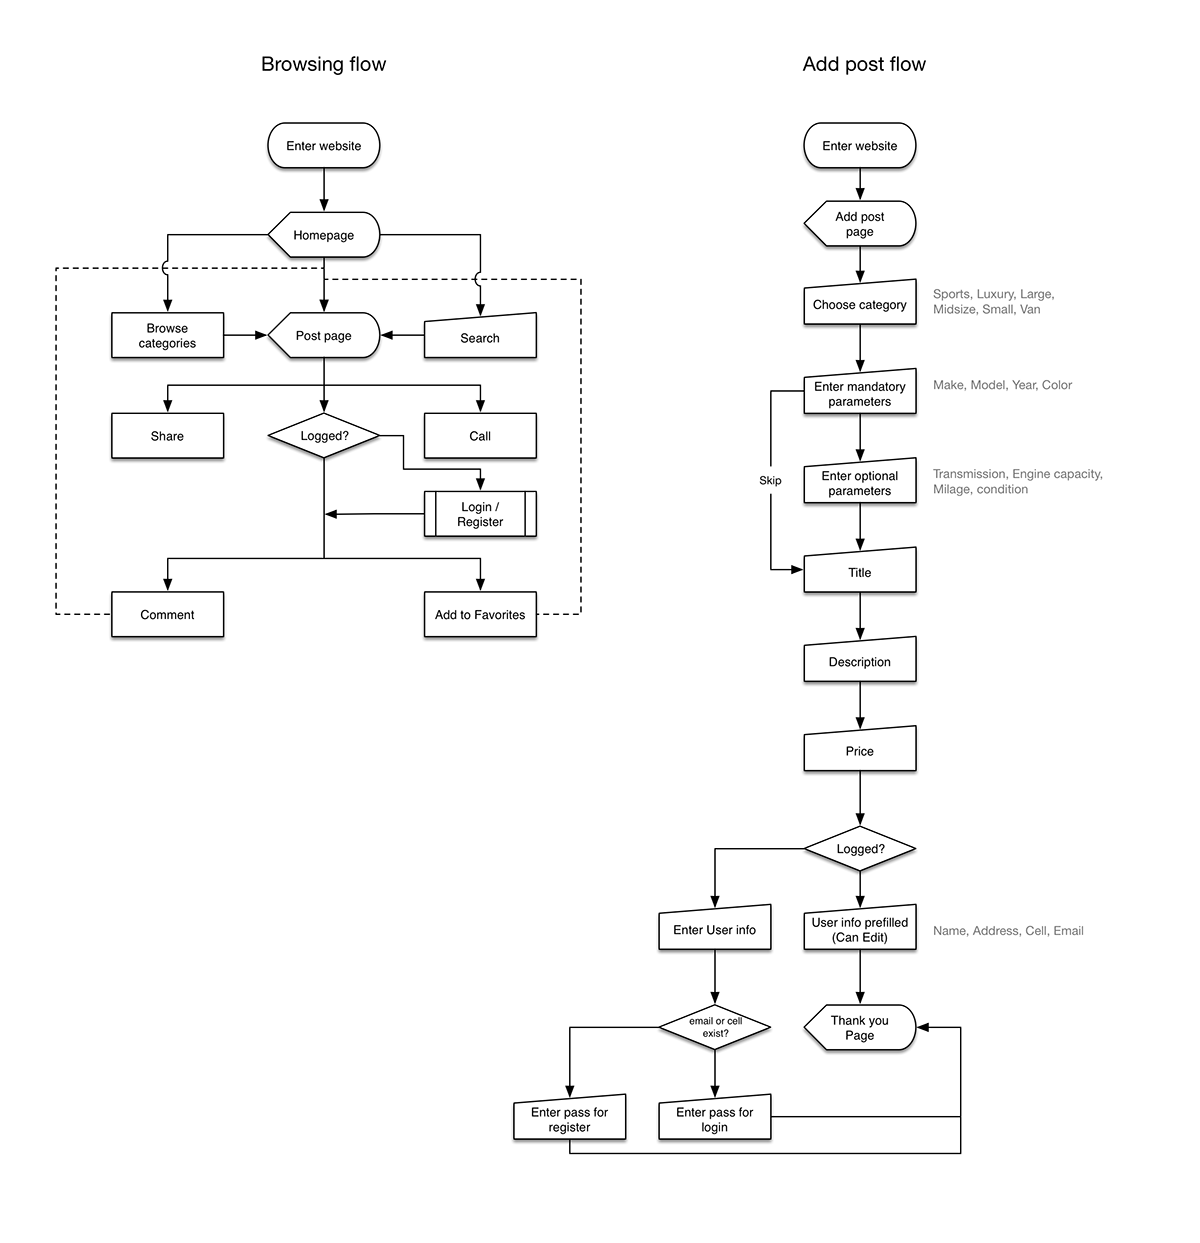 Browsing flow
Enter website
Homepage
Browse
categories
Post page
Search
Share
Logged?
Call
Login /
Register
Comment
Add to Favorites
Add post flow
Enter website
Add post
page
Choose category
Sports, Luxury, Large,
Midsize, Small, Van
Enter mandatory
parameters
Make, Model, Year, Color
Skip
Enter optional
parameters
Transmission, Engine capacity,
Milage, condition
Title
Description
Price
Logged?
Enter User info
User info prefilled
(Can Edit)
Name, Address, Cell, Email
email or cell
exist?
Thank you
Page
Enter pass for
register
Enter pass for
login